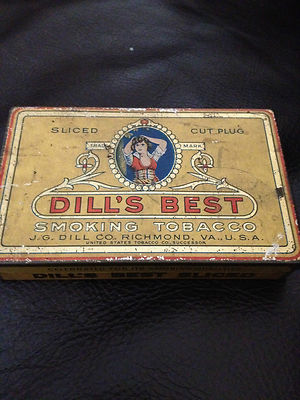 SLICED CUT PLUG
TRADE MARK
DILL'S BEST
SMOKING TOBACCO
J.G. DILL CO. RICHMOND, VA., U.S.A.
UNITED STATES TOBACCO CO. SUCCESSOR
DILL'S BEST SLICED